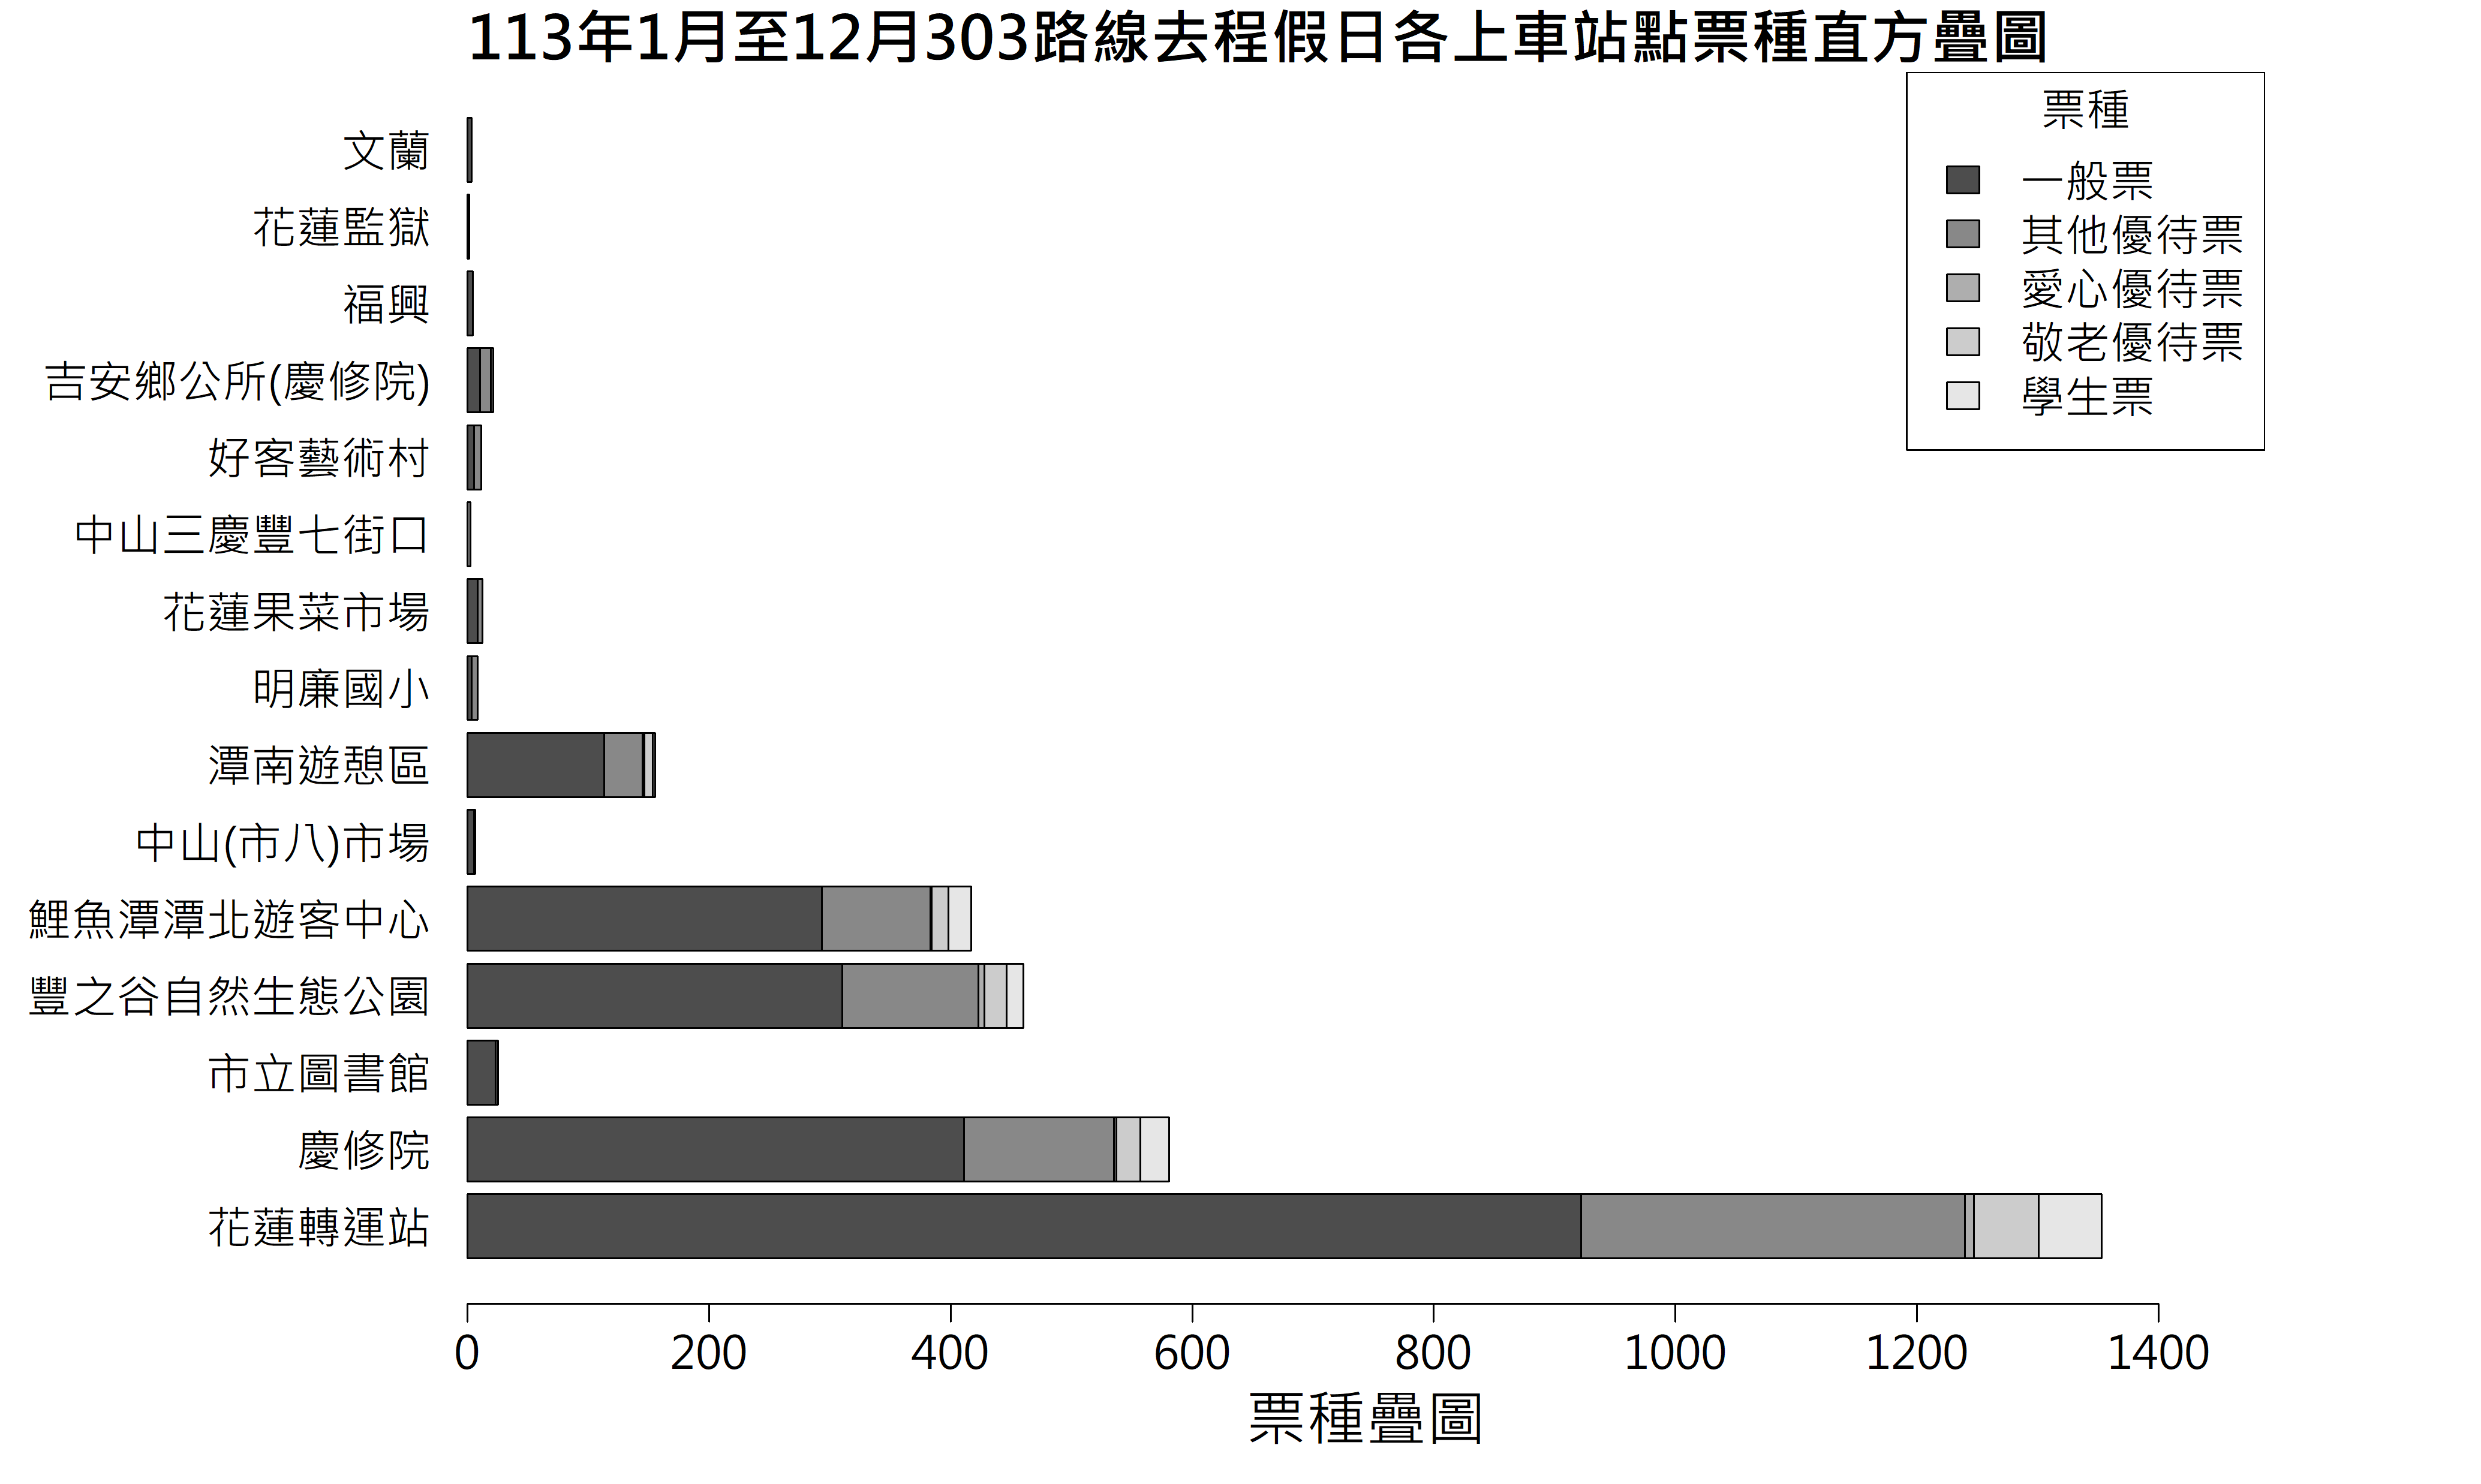 113年1月至12月303路線去程假日各上車站點票種直方疊圖
票種
一般票
其他優待票
愛心優待票
敬老優待票
學生票
文蘭
花蓮監獄
福興
吉安鄉公所(慶修院)
好客藝術村
中山三慶豐七街口
花蓮果菜市場
明廉國小
潭南遊憩區
中山(市八)市場
鯉魚潭潭北遊客中心
豐之谷自然生態公園
市立圖書館
慶修院
花蓮轉運站
0 200 400 600 800 1000 1200 1400
票種疊圖